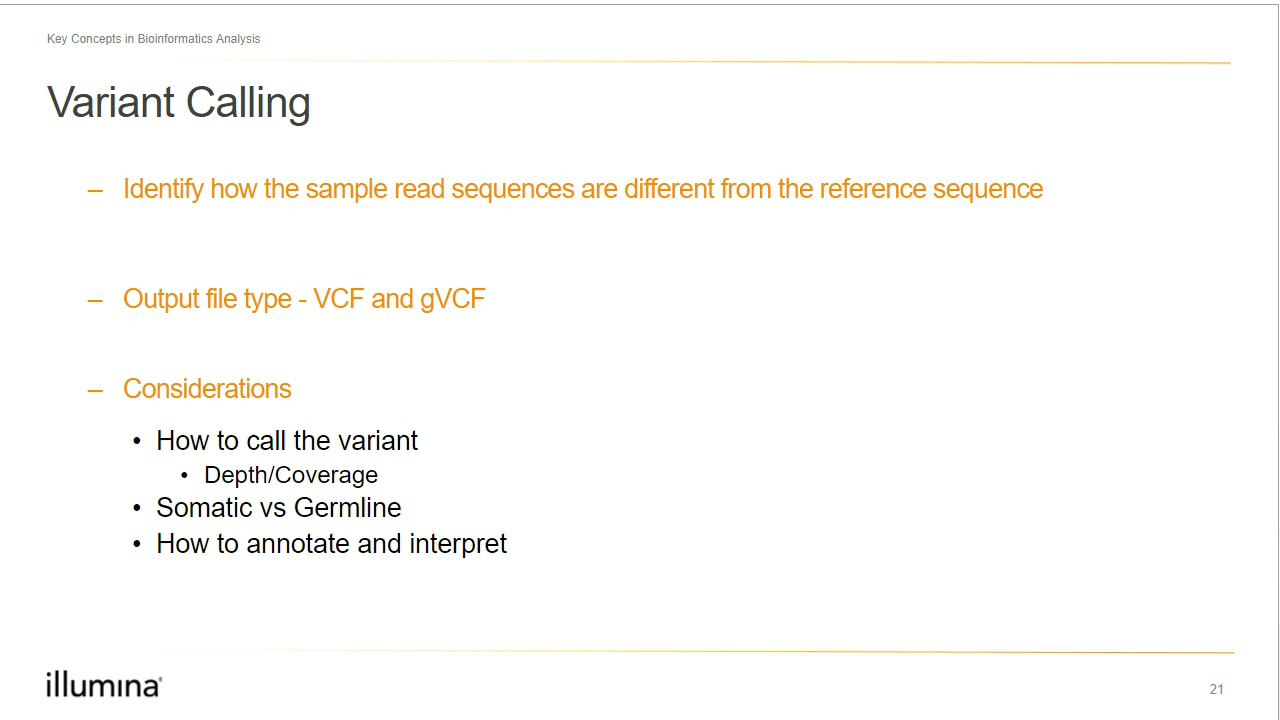 Key Concepts in Bioinformatics Analysis
Variant Calling
– Identify how the sample read sequences are different from the reference sequence
– Output file type - VCF and gVCF
– Considerations
• How to call the variant
• Depth/Coverage
• Somatic vs Germline
• How to annotate and interpret
illumina®
21